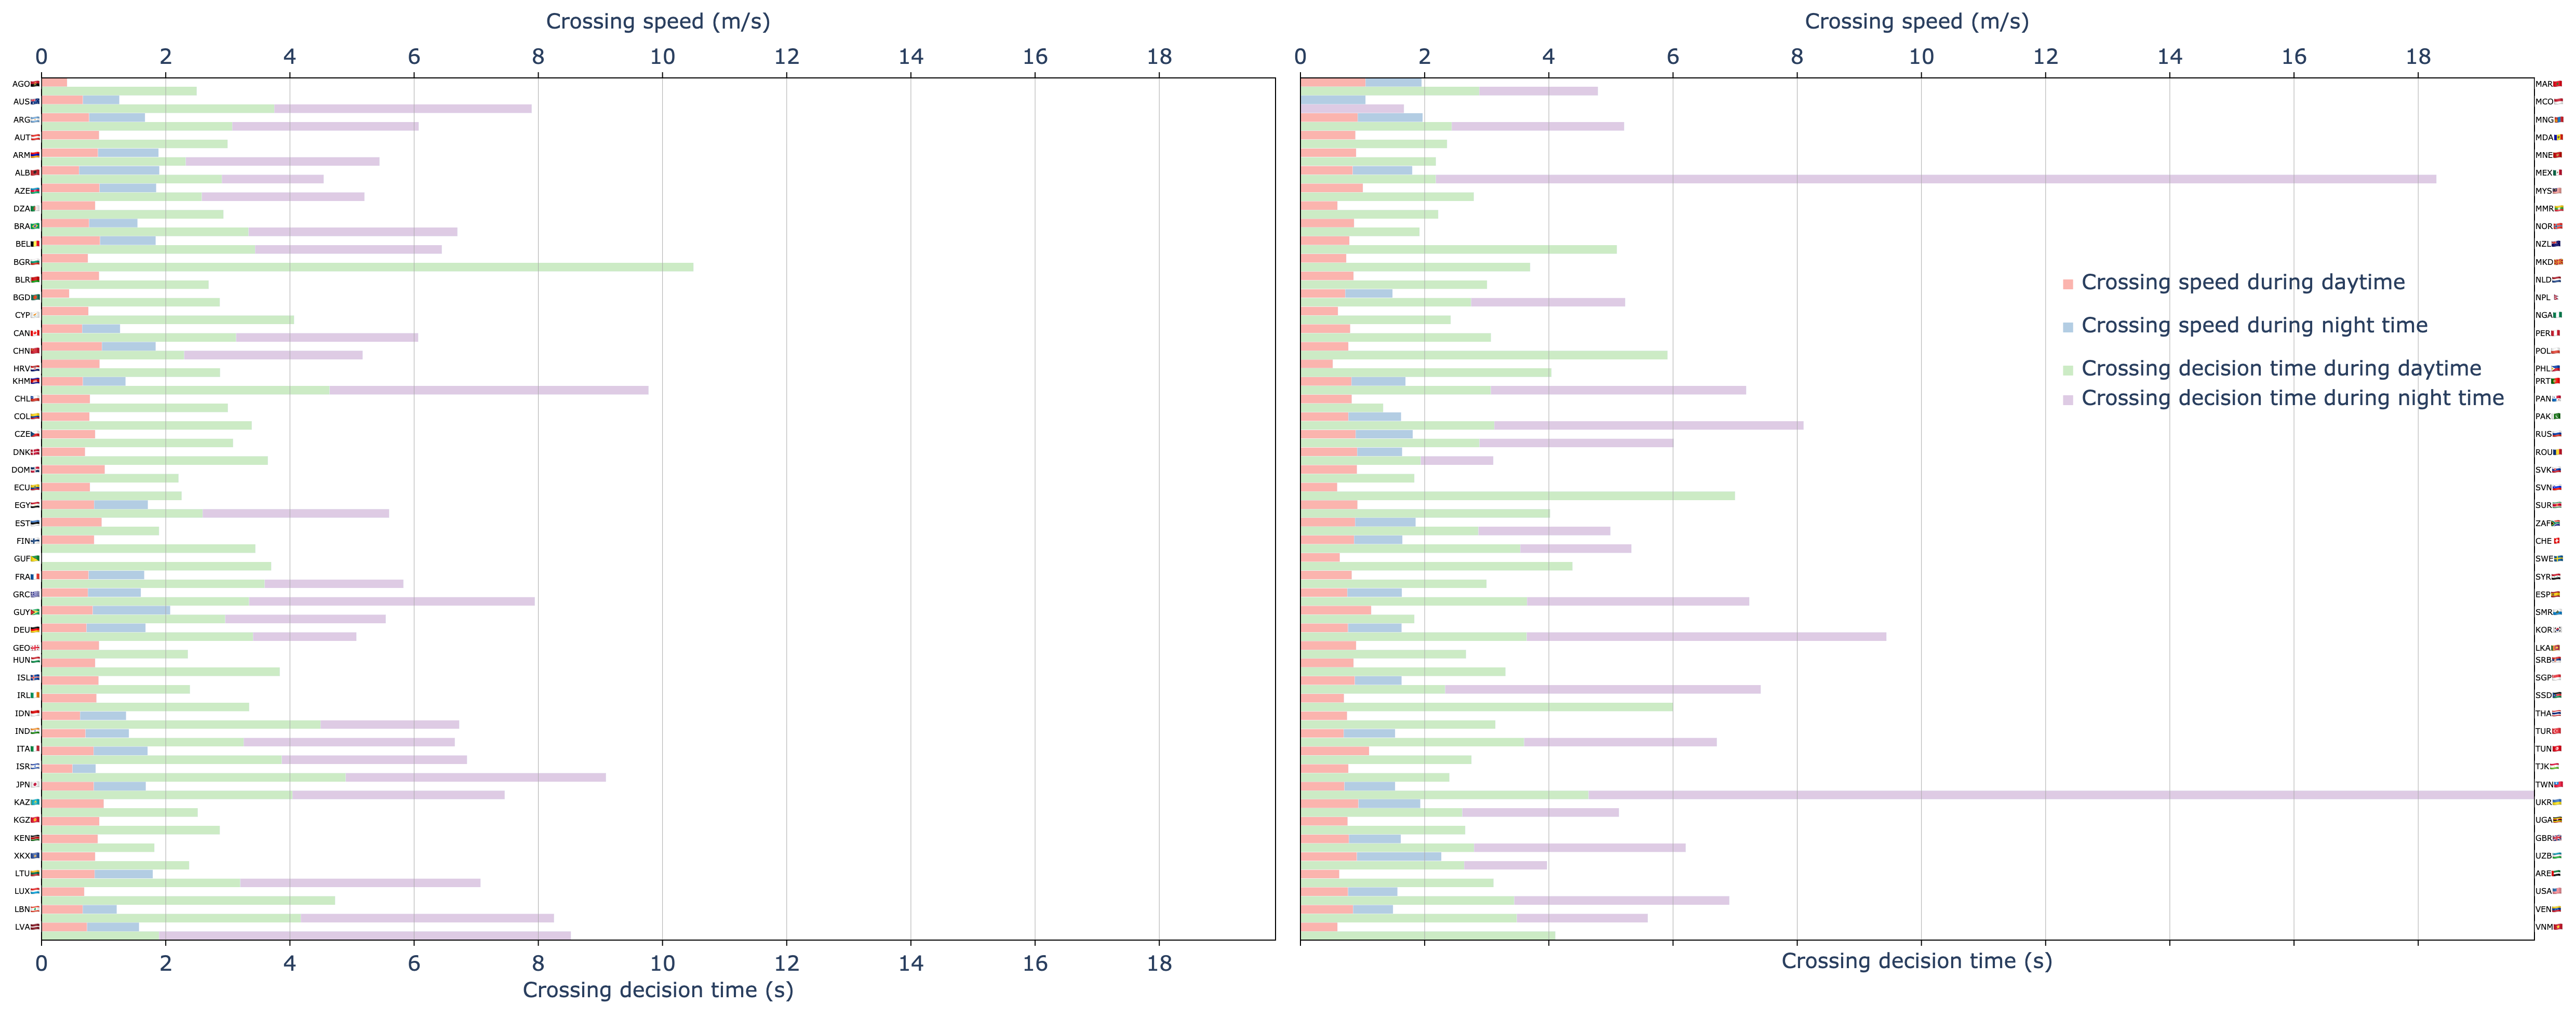 Crossing speed (m/s) Crossing speed (m/s)
0 2 4 6 8 10 12 14 16 18 0 2 4 6 8 10 12 14 16 18
AGO MAR
AUS MCO
ARG MNG
AUT MDA
ARM MNE
ALB MEX
AZE MYS
DZA MMR
BRA NOR
BEL NZL
BGR MKD
BLR NLD
BGD NPL
CYP NGA
CAN PER
CHN POL
HRV PHL
KHM PRT
CHL PAN
COL PAK
CZE RUS
DNK ROU
DOM SVK
ECU SVN
EGY SUR
EST ZAF
FIN CHE
GUF SWE
FRA SYR
GRC ESP
GUY SMR
DEU KOR
GEO LKA
HUN SRB
ISL SGP
IRL SSD
IDN THA
IND TUR
ITA TUN
ISR TJK
JPN TWN
KAZ UKR
KGZ UGA
KEN GBR
XKX UZB
LTU ARE
LUX USA
LBN VEN
LVA VNM
Crossing speed during daytime
Crossing speed during night time
Crossing decision time during daytime
Crossing decision time during night time
0 2 4 6 8 10 12 14 16 18
Crossing decision time (s) Crossing decision time (s)